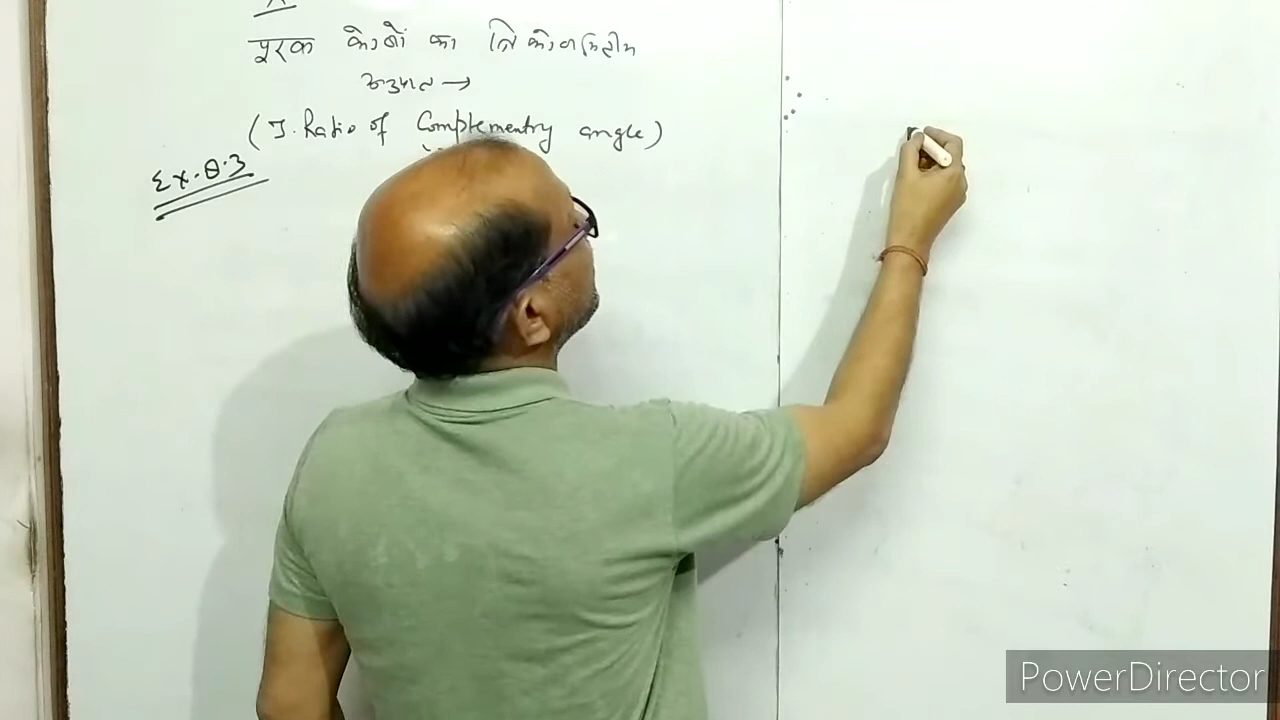 पूरक कोणों का त्रिकोणमितीय
अनुपात →
(T. Ratio of Complementry angle)
Ex. 8.3
PowerDirector